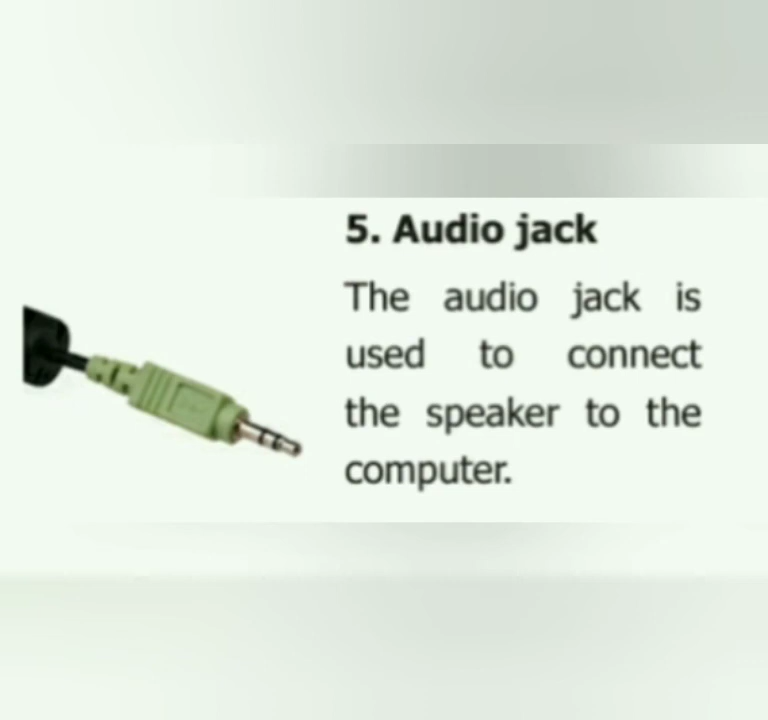 5. Audio jack
The audio jack is
used to connect
the speaker to the
computer.